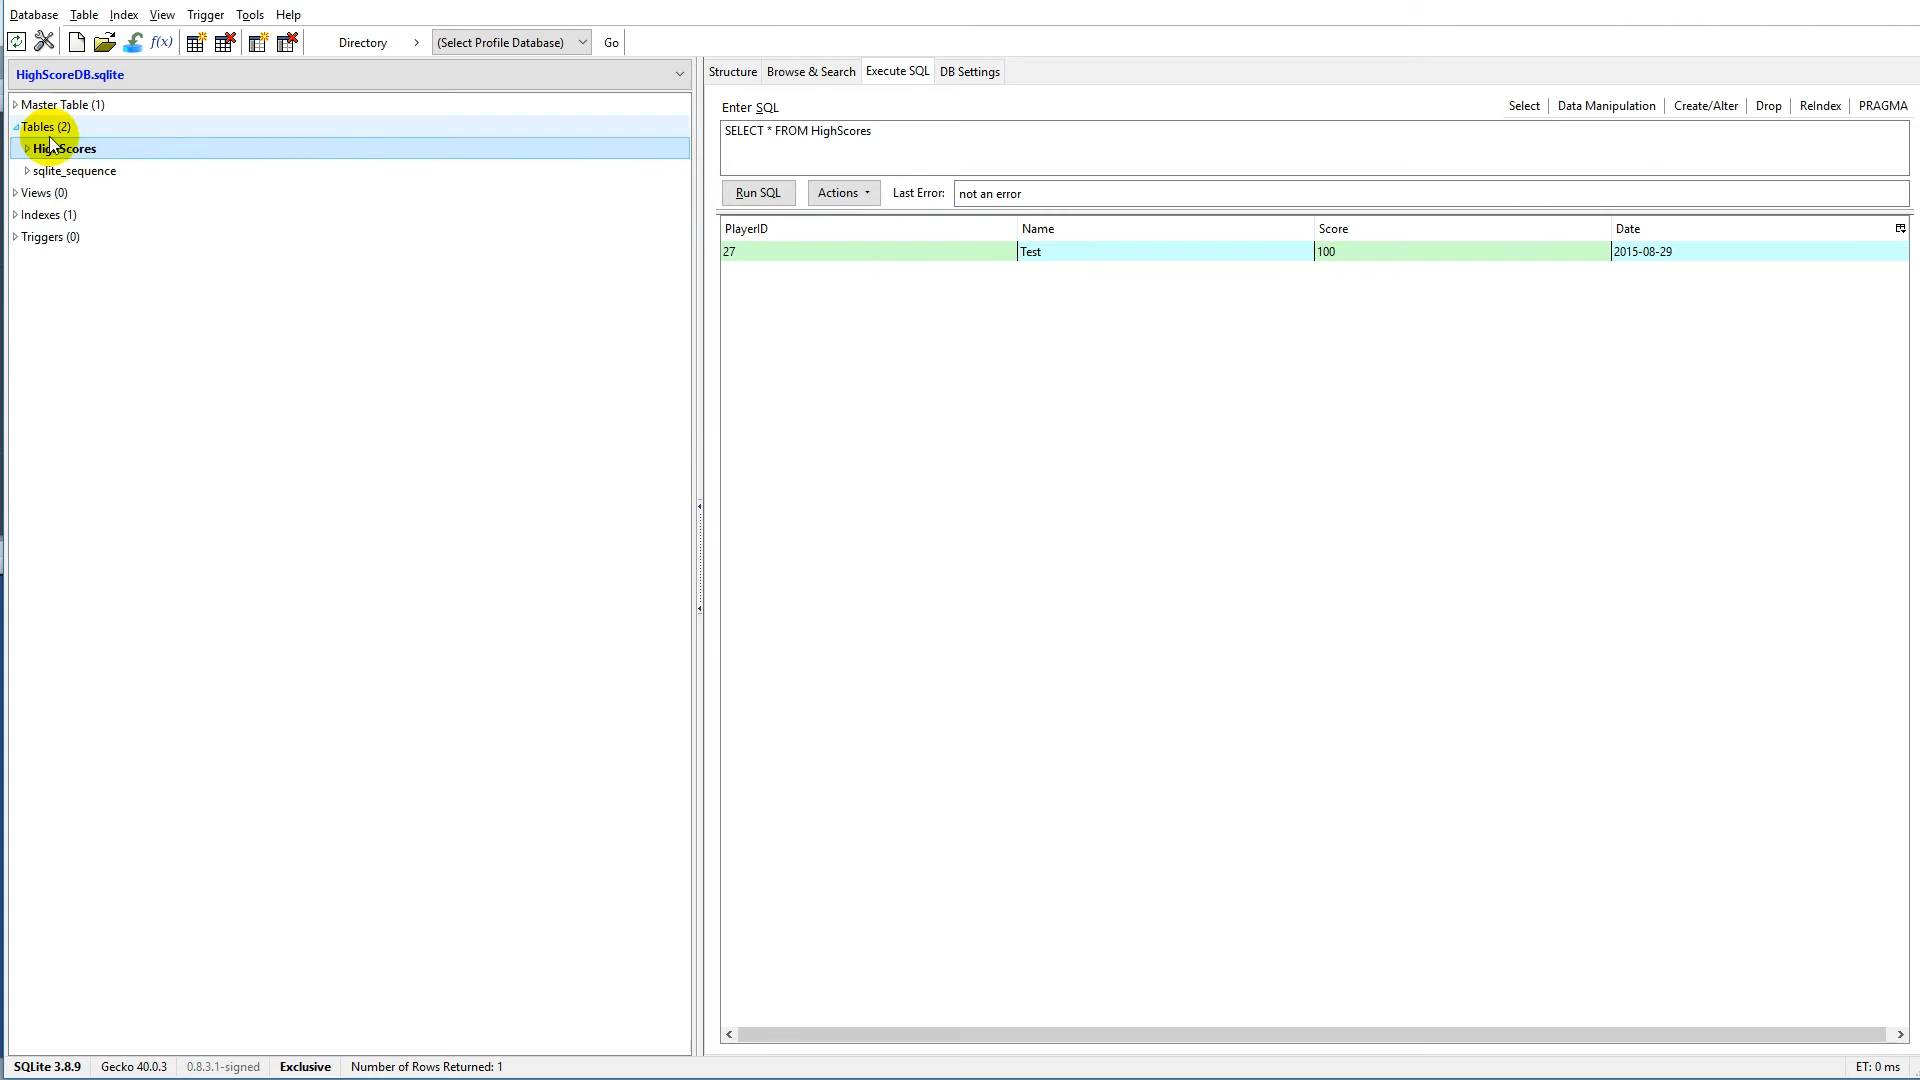 Database Table Index View Trigger Tools Help
f(x) Directory (Select Profile Database) Go
HighScoreDB.sqlite
Master Table (1)
Tables (2)
HighScores
sqlite_sequence
Views (0)
Indexes (1)
Triggers (0)
Structure Browse & Search Execute SQL DB Settings
Enter SQL Select Data Manipulation Create/Alter Drop ReIndex PRAGMA
SELECT * FROM HighScores
Run SQL Actions Last Error: not an error
PlayerID Name Score Date
27 Test 100 2015-08-29
SQLite 3.8.9 Gecko 40.0.3 0.8.3.1-signed Exclusive Number of Rows Returned: 1 ET: 0 ms